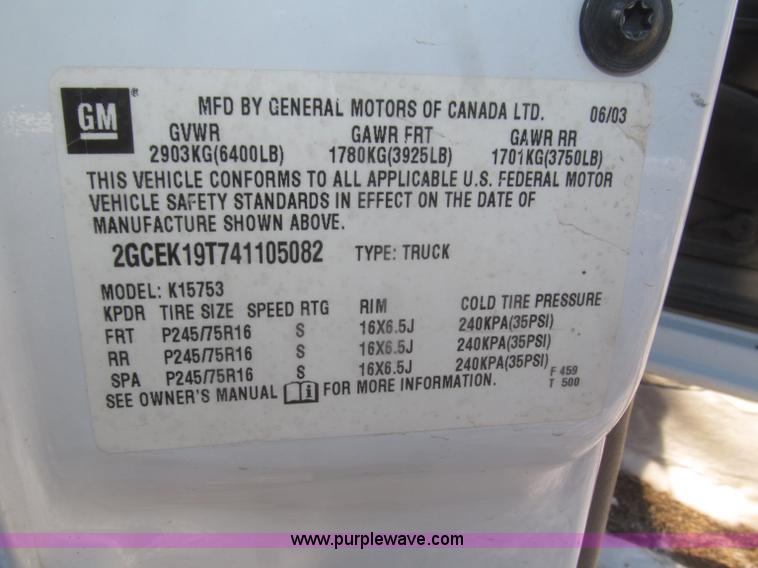 GM
MFD BY GENERAL MOTORS OF CANADA LTD. 06/03
GVWR GAWR FRT GAWR RR
2903KG(6400LB) 1780KG(3925LB) 1701KG(3750LB)
THIS VEHICLE CONFORMS TO ALL APPLICABLE U.S. FEDERAL MOTOR
VEHICLE SAFETY STANDARDS IN EFFECT ON THE DATE OF
MANUFACTURE SHOWN ABOVE.
2GCEK19T741105082 TYPE: TRUCK
MODEL: K15753
KPDR TIRE SIZE SPEED RTG RIM COLD TIRE PRESSURE
FRT P245/75R16 S 16X6.5J 240KPA(35PSI)
RR P245/75R16 S 16X6.5J 240KPA(35PSI)
SPA P245/75R16 S 16X6.5J 240KPA(35PSI) F 459
SEE OWNER'S MANUAL i FOR MORE INFORMATION. T 500
www.purplewave.com